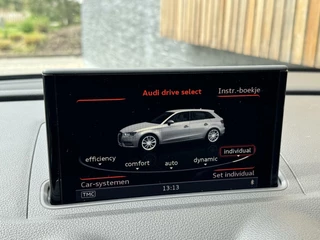 Audi drive select
Instr.-boekje
efficiency
comfort
auto
dynamic
individual
Car-systemen
Set individual
TMC
13:13